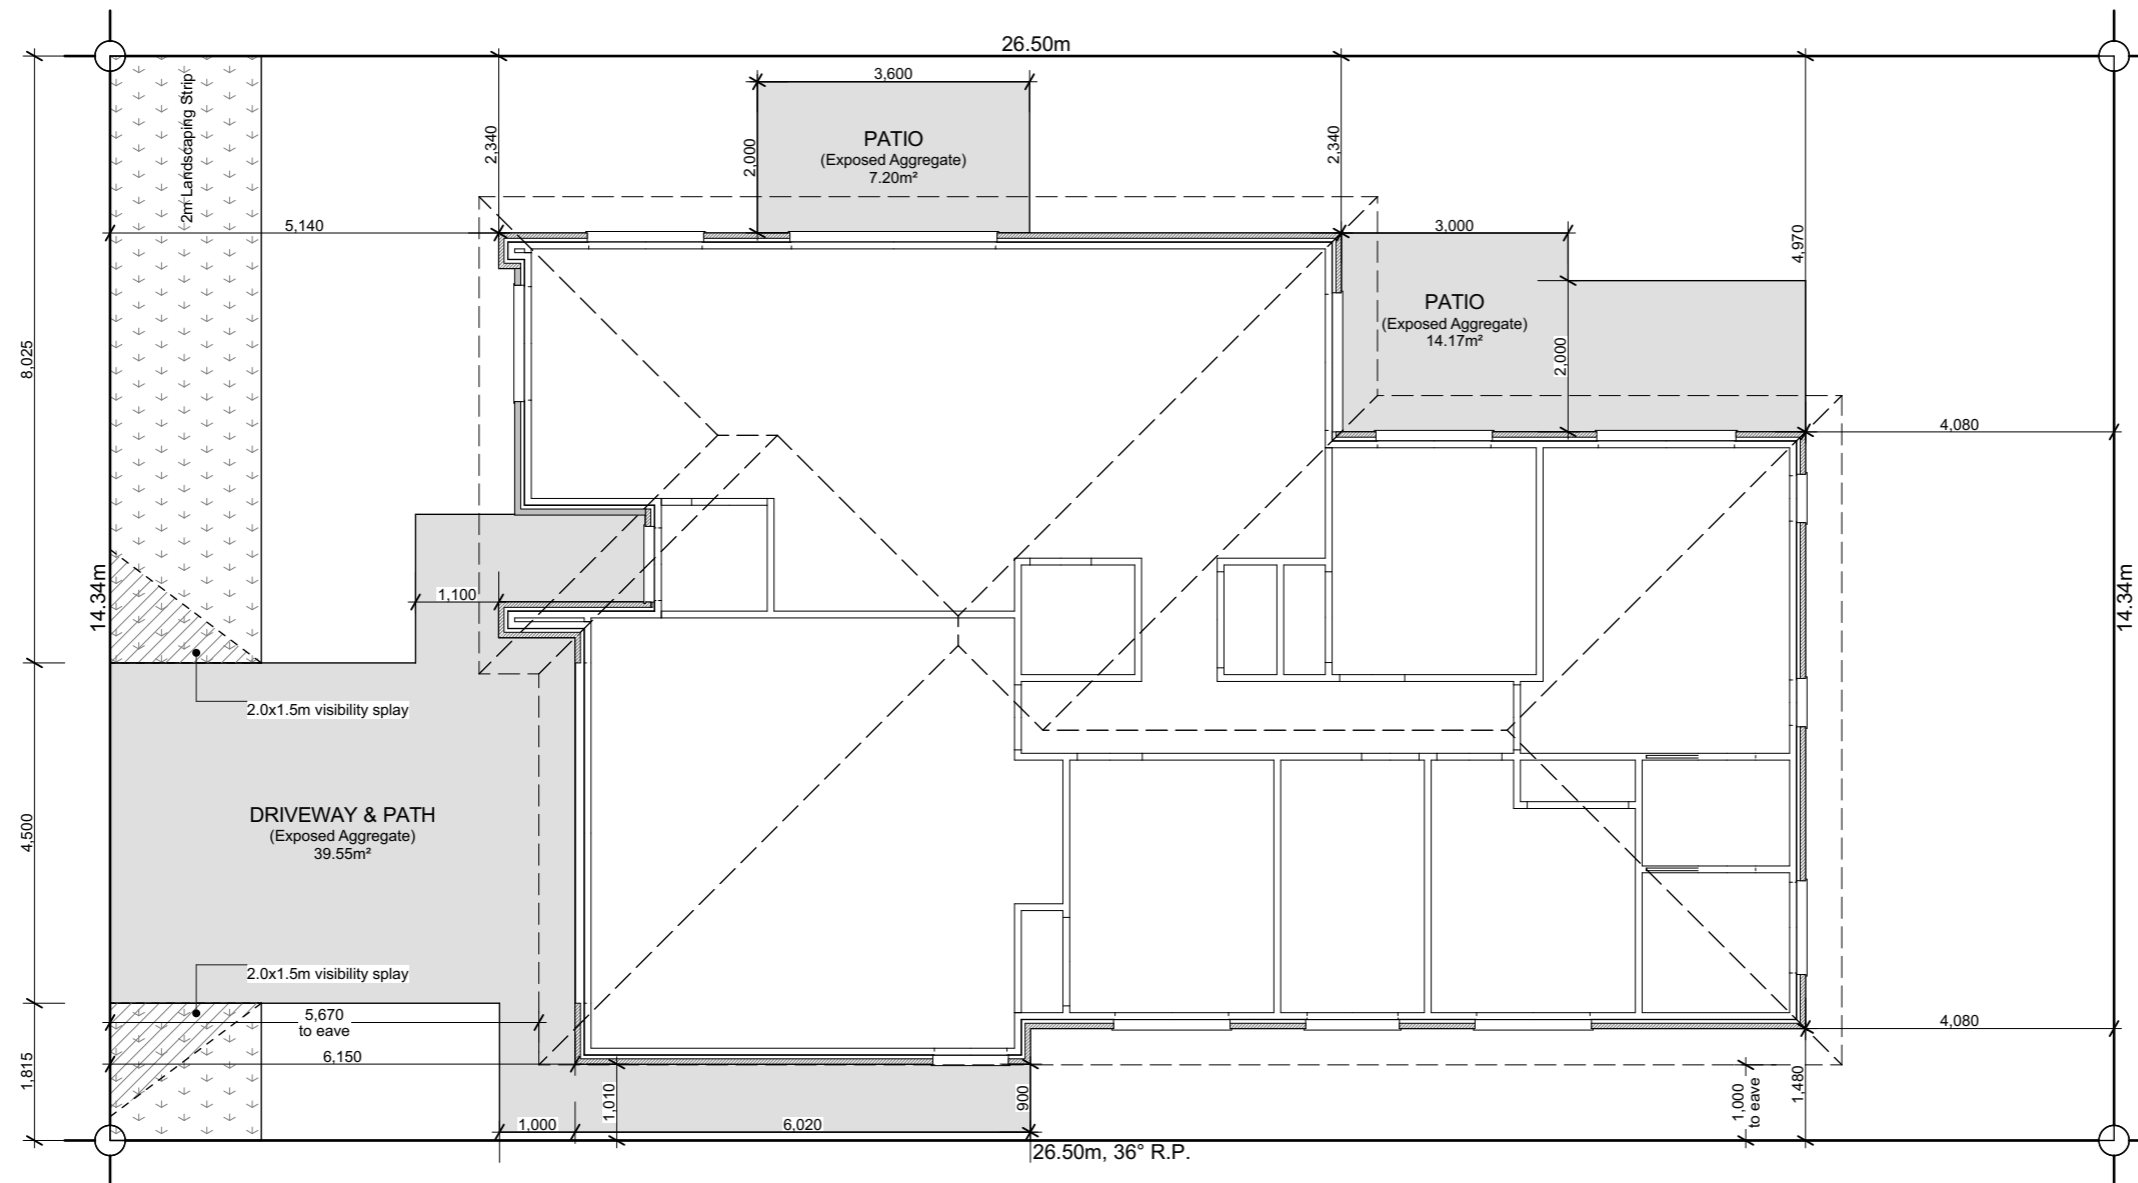 26.50m
3,600
2m Landscaping Strip
2,340
2,000
PATIO
(Exposed Aggregate)
7.20m²
2,340
4,970
5,140
3,000
PATIO
(Exposed Aggregate)
14.17m²
2,000
8,025
4,080
14.34m
1,100
14.34m
2.0x1.5m visibility splay
DRIVEWAY & PATH
(Exposed Aggregate)
39.55m²
4,500
2.0x1.5m visibility splay
5,670
to eave
4,080
6,150
1,815
1,010
900
1,000
to eave
1,480
1,000
6,020
26.50m, 36° R.P.